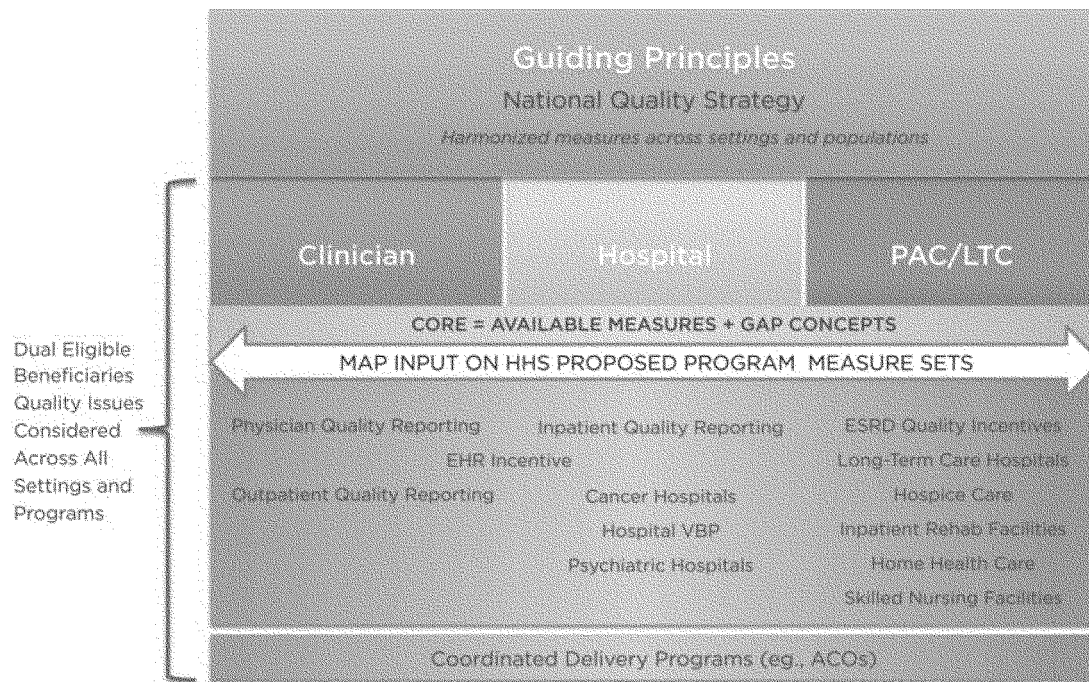 Guiding Principles
National Quality Strategy
Harmonized measures across settings and populations
Clinician
Hospital
PAC/LTC
CORE = AVAILABLE MEASURES + GAP CONCEPTS
MAP INPUT ON HHS PROPOSED PROGRAM MEASURE SETS
Dual Eligible
Beneficiaries
Quality Issues
Considered
Across All
Settings and
Programs
Physician Quality Reporting
Inpatient Quality Reporting
ESRD Quality Incentives
EHR Incentive
Long-Term Care Hospitals
Outpatient Quality Reporting
Cancer Hospitals
Hospice Care
Hospital VBP
Inpatient Rehab Facilities
Psychiatric Hospitals
Home Health Care
Skilled Nursing Facilities
Coordinated Delivery Programs (eg., ACOs)